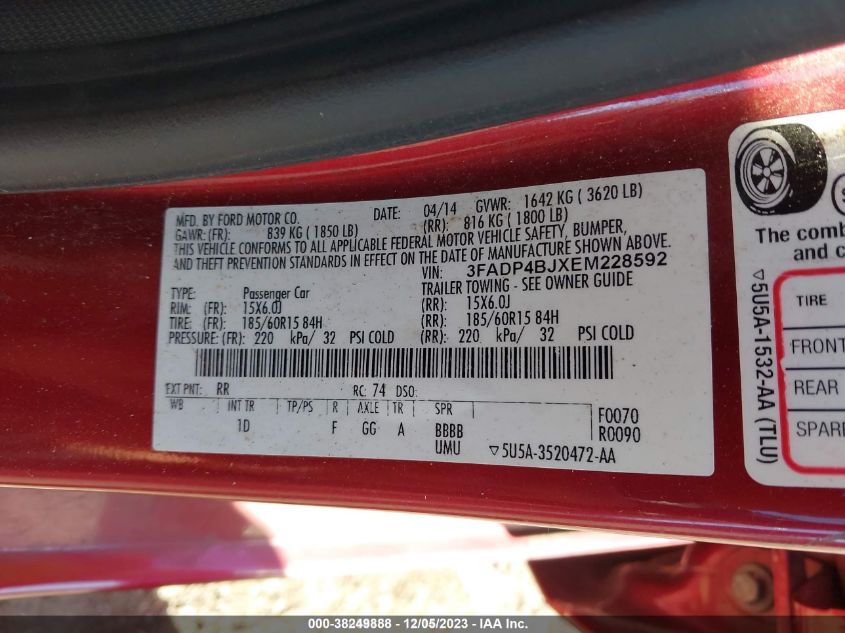 MFD. BY FORD MOTOR CO. DATE: 04/14 GVWR: 1642 KG ( 3620 LB)
GAWR: (FR): 839 KG ( 1850 LB) (RR): 816 KG ( 1800 LB)
THIS VEHICLE CONFORMS TO ALL APPLICABLE FEDERAL MOTOR VEHICLE SAFETY, BUMPER,
AND THEFT PREVENTION STANDARDS IN EFFECT ON THE DATE OF MANUFACTURE SHOWN ABOVE.
VIN: 3FADP4BJXEM228592
TYPE: Passenger Car TRAILER TOWING - SEE OWNER GUIDE
RIM: (FR): 15X6.0J (RR): 15X6.0J
TIRE: (FR): 185/60R15 84H (RR): 185/60R15 84H
PRESSURE: (FR): 220 kPa/ 32 PSI COLD (RR): 220 kPa/ 32 PSI COLD
EXT PNT: RR RC: 74 DSO:
WB INT TR TP/PS R AXLE TR SPR F0070
1D F GG A BBBB R0090
UMU ▽5U5A-3520472-AA
The comb
and c
TIRE
FRONT
REAR
SPARE
▽5U5A-1532-AA (TLU)
000-38249888 - 12/05/2023 - IAA Inc.